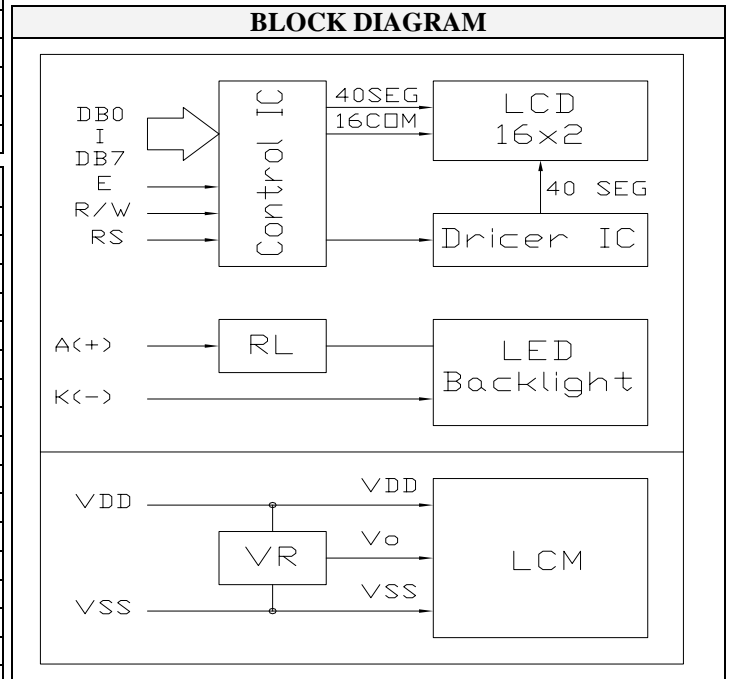 BLOCK DIAGRAM
DB0
I
DB7
E
R/W
RS
Control IC
40SEG
16COM
LCD
16x2
40 SEG
Dricer IC
A(+)
RL
LED
Backlight
K(-)
VDD
VDD
VR
Vo
LCM
VSS
VSS